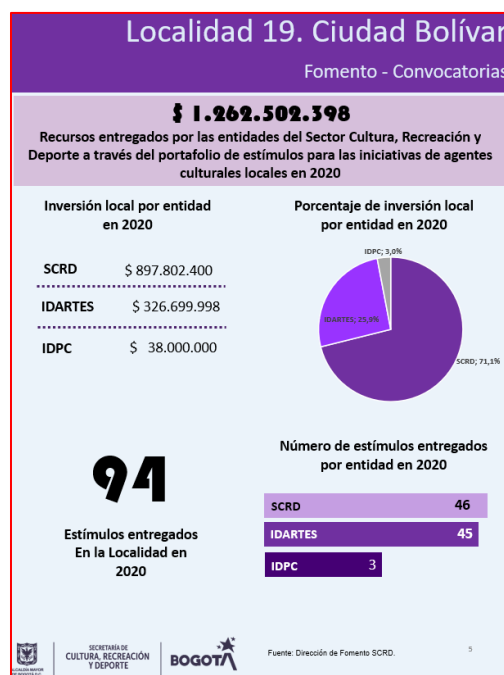 Localidad 19. Ciudad Bolívar
Fomento - Convocatorias
$ 1.262.502.398
Recursos entregados por las entidades del Sector Cultura, Recreación y
Deporte a través del portafolio de estímulos para las iniciativas de agentes
culturales locales en 2020
Inversión local por entidad
en 2020
SCRD $ 897.802.400
IDARTES $ 326.699.998
IDPC $ 38.000.000
Porcentaje de inversión local
por entidad en 2020
IDPC; 3,0%
IDARTES; 25,9%
SCRD; 71,1%
94
Estímulos entregados
En la Localidad en
2020
Número de estímulos entregados
por entidad en 2020
SCRD 46
IDARTES 45
IDPC 3
ALCALDÍA MAYOR
DE BOGOTÁ D.C.
SECRETARÍA DE
CULTURA, RECREACIÓN
Y DEPORTE
BOGOTÁ
Fuente: Dirección de Fomento SCRD.
5